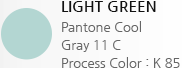 LIGHT GREEN
Pantone Cool
Gray 11 C
Process Color : K 85